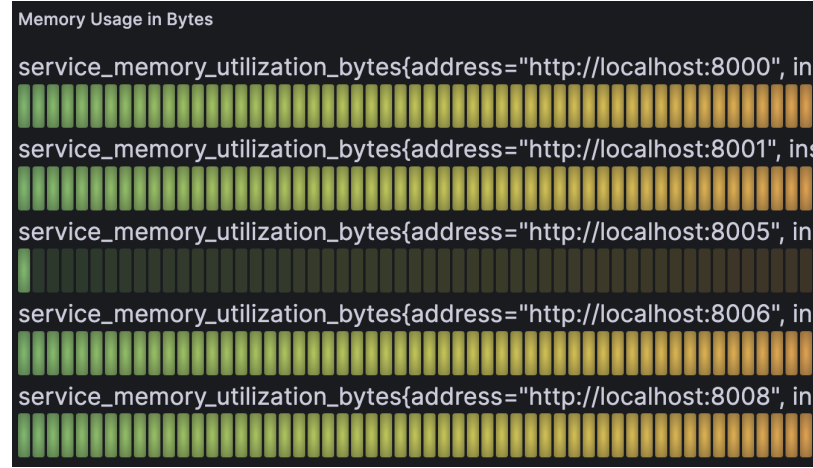 Memory Usage in Bytes
service_memory_utilization_bytes{address="http://localhost:8000", in
service_memory_utilization_bytes{address="http://localhost:8001", ins
service_memory_utilization_bytes{address="http://localhost:8005", in
service_memory_utilization_bytes{address="http://localhost:8006", in
service_memory_utilization_bytes{address="http://localhost:8008", in